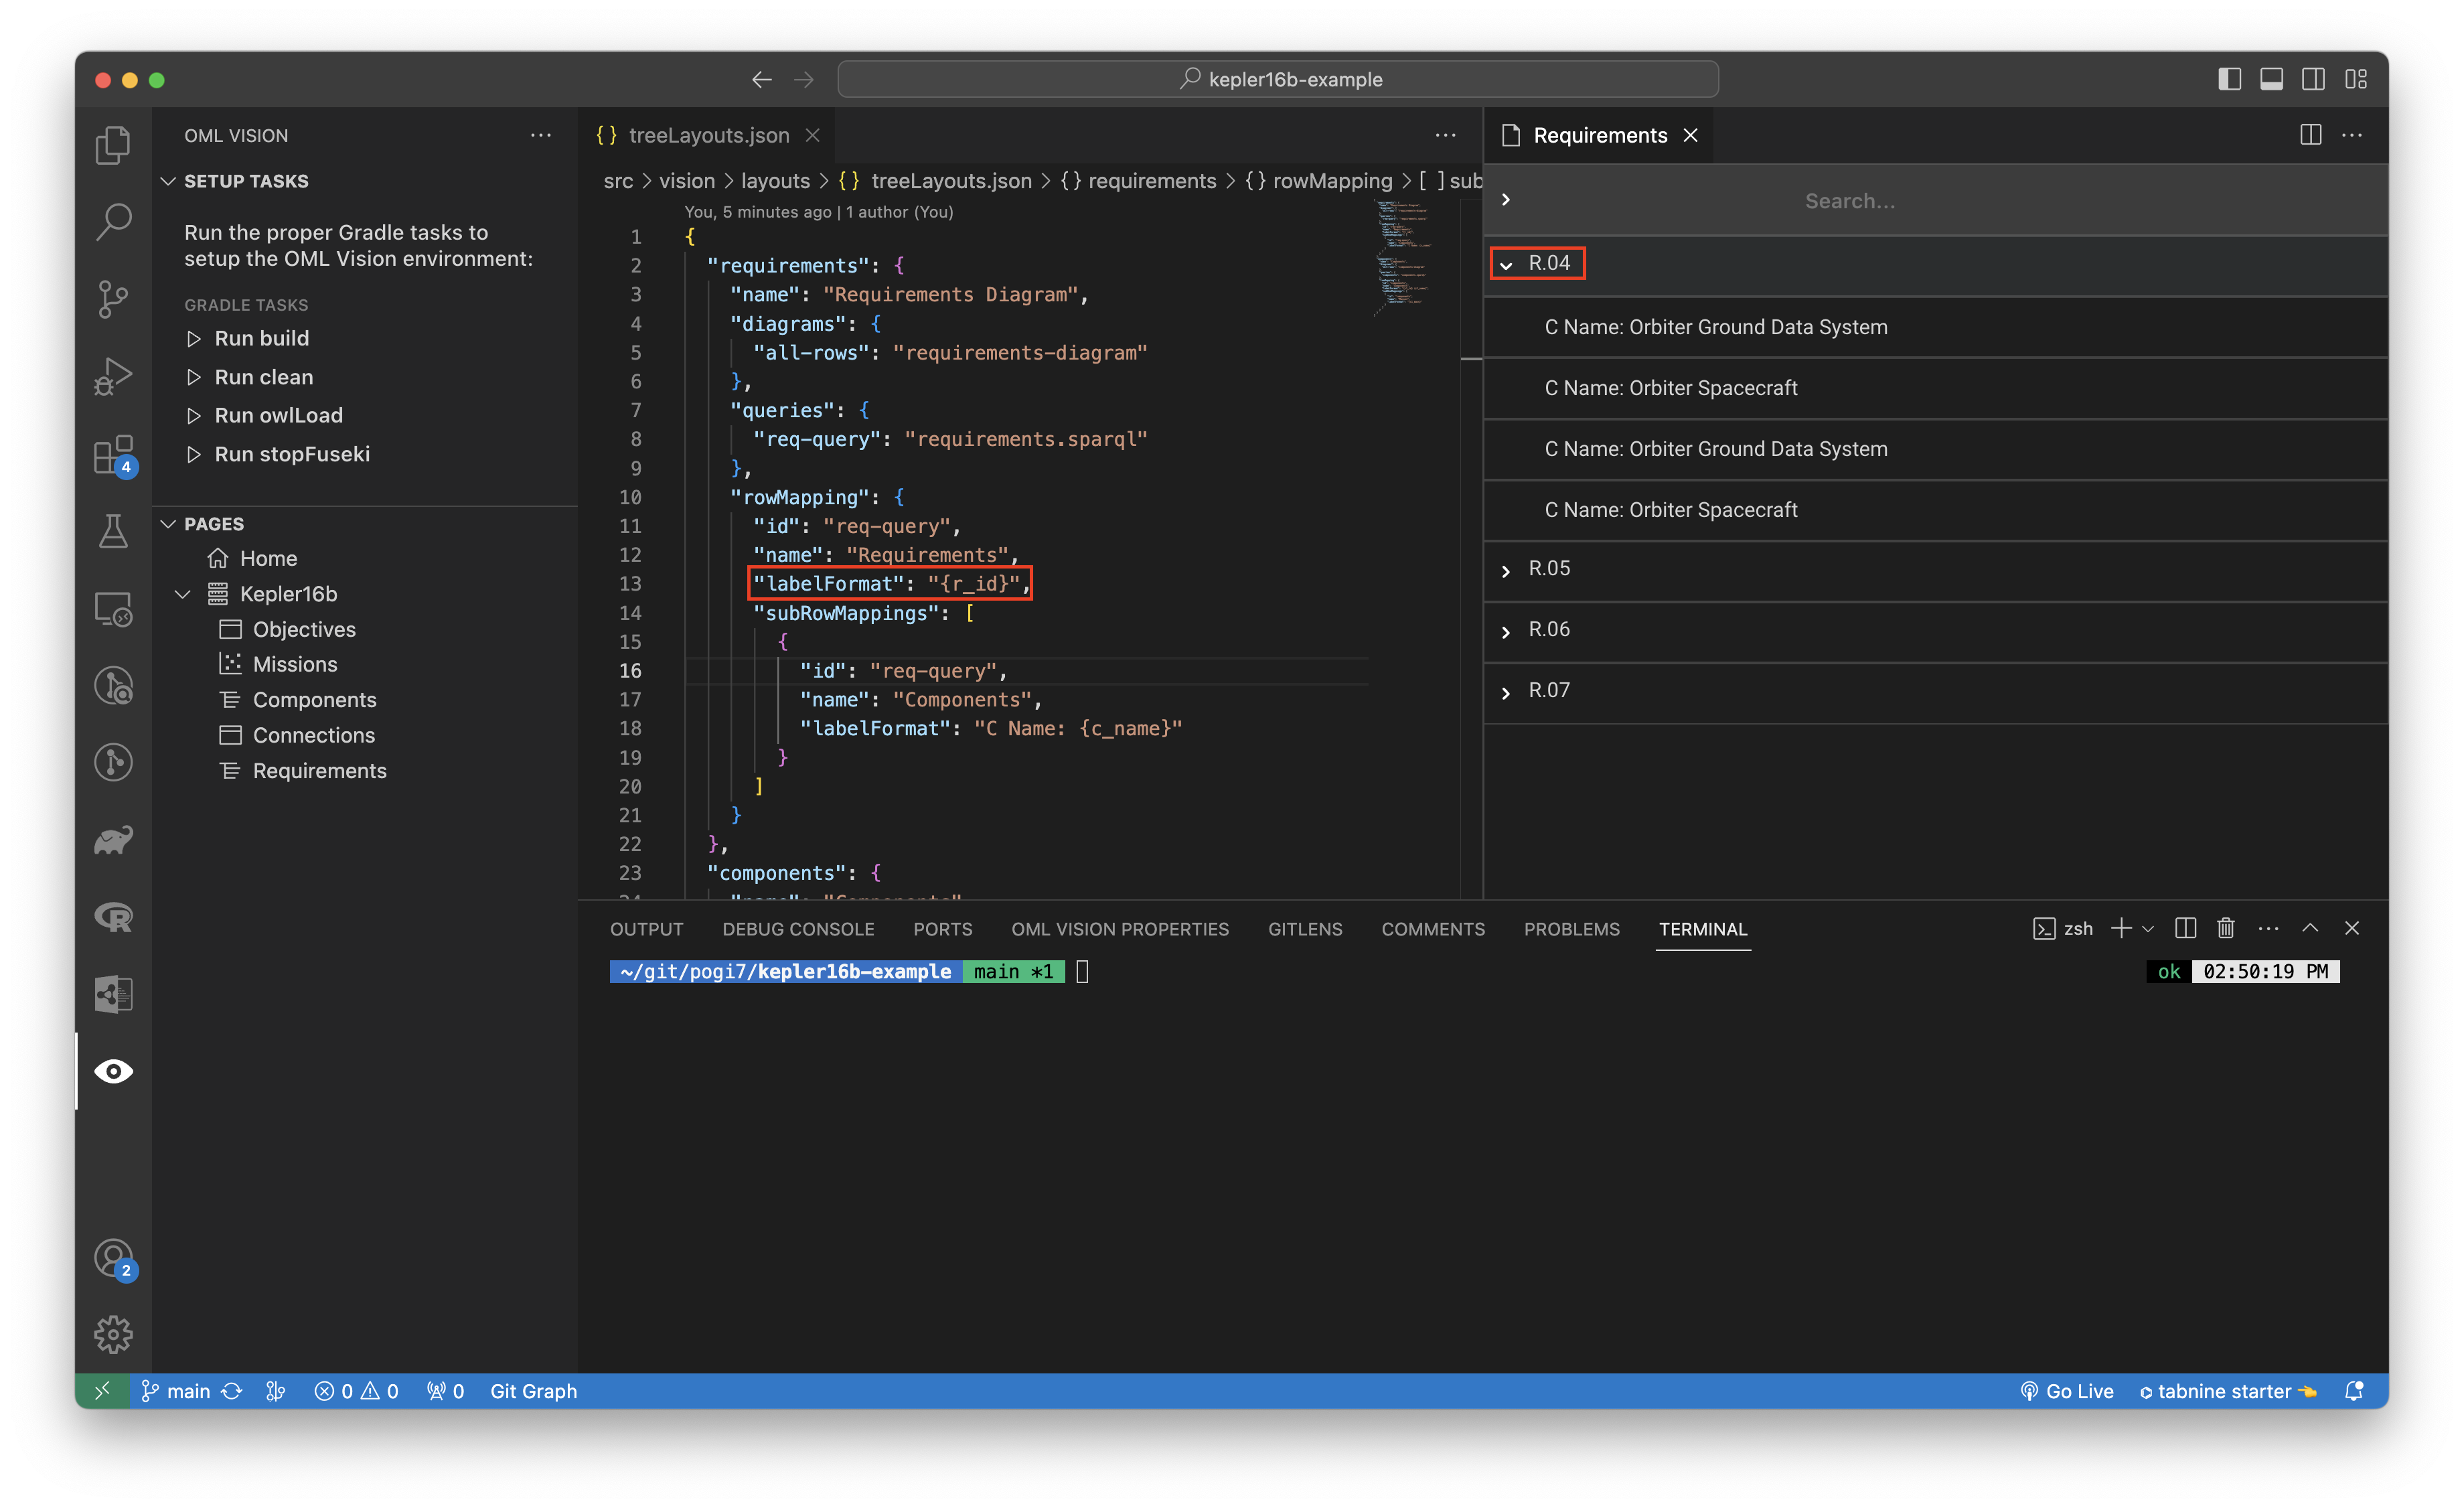 kepler16b-example
OML VISION
SETUP TASKS
Run the proper Gradle tasks to
setup the OML Vision environment:
GRADLE TASKS
Run build
Run clean
Run owlLoad
Run stopFuseki
PAGES
Home
Kepler16b
Objectives
Missions
Components
Connections
Requirements
4
2
{} treeLayouts.json
src > vision > layouts > {} treeLayouts.json > {} requirements > {} rowMapping > [ ] sub
You, 5 minutes ago | 1 author (You)
1 {
2 "requirements": {
3 "name": "Requirements Diagram",
4 "diagrams": {
5 "all-rows": "requirements-diagram"
6 },
7 "queries": {
8 "req-query": "requirements.sparql"
9 },
10 "rowMapping": {
11 "id": "req-query",
12 "name": "Requirements",
13 "labelFormat": "{r_id}",
14 "subRowMappings": [
15 {
16 "id": "req-query",
17 "name": "Components",
18 "labelFormat": "C Name: {c_name}"
19 }
20 ]
21 }
22 },
23 "components": {
24 "name": "Components"
Requirements
Search...
R.04
C Name: Orbiter Ground Data System
C Name: Orbiter Spacecraft
C Name: Orbiter Ground Data System
C Name: Orbiter Spacecraft
R.05
R.06
R.07
OUTPUT DEBUG CONSOLE PORTS OML VISION PROPERTIES GITLENS COMMENTS PROBLEMS TERMINAL zsh
~/git/pogi7/kepler16b-example main *1 ok 02:50:19 PM
main 0 0 0 Git Graph Go Live tabnine starter